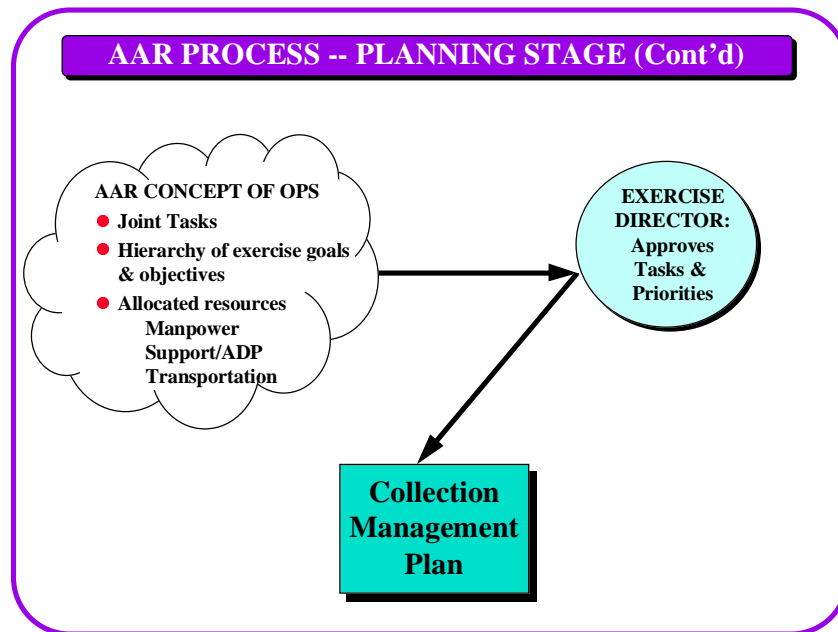 AAR PROCESS -- PLANNING STAGE (Cont’d)
AAR CONCEPT OF OPS
Joint Tasks
Hierarchy of exercise goals
& objectives
Allocated resources
Manpower
Support/ADP
Transportation
EXERCISE
DIRECTOR:
Approves
Tasks &
Priorities
Collection
Management
Plan